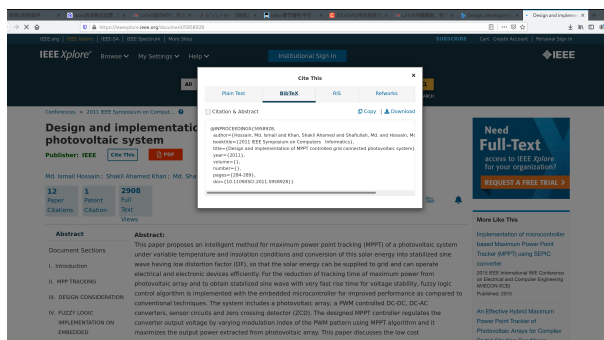 Design and implemen
https://ieeexplore.ieee.org/document/5958928
IEEE.org | IEEE Xplore | IEEE-SA | IEEE Spectrum | More Sites
SUBSCRIBE
Cart Create Account | Personal Sign-In
IEEE Xplore®
Browse
My Settings
Help
Institutional Sign In
IEEE
All
Cite This
Plain Text
BibTeX
RIS
Refworks
Citation & Abstract
Copy | Download
@INPROCEEDINGS{5958928,
author={Hossain, Md. Ismail and Khan, Shakil Ahamed and Shafiullah, Md. and Hossain, Mo
booktitle={2011 IEEE Symposium on Computers Informatics},
title={Design and implementation of MPPT controlled grid connected photovoltaic system}
year={2011},
volume={},
number={},
pages={284-289},
doi={10.1109/ISCI.2011.5958928}}
Conferences > 2011 IEEE Symposium on Comput...
Design and implementatio
photovoltaic system
Publisher: IEEE
Cite This
PDF
Md. Ismail Hossain; Shakil Ahamed Khan; Md. Sha
12
Paper
Citations
1
Patent
Citation
2908
Full
Text
Views
Need
Full-Text
access to IEEE Xplore
for your organization?
REQUEST A FREE TRIAL >
More Like This
Implementation of microcontroller
based Maximum Power Point
Tracker (MPPT) using SEPIC
converter
2015 IEEE International WIE Conference
on Electrical and Computer Engineering
(WIECON-ECE)
Published: 2015
An Effective Hybrid Maximum
Power Point Tracker of
Photovoltaic Arrays for Complex
Abstract
Document Sections
I. Introduction
II. MPP TRACKING
III. DESIGN CONSIDERATION
IV. FUZZY LOGIC
IMPLEMENTATION ON
EMBEDDED
Abstract:
This paper proposes an intelligent method for maximum power point tracking (MPPT) of a photovoltaic system
under variable temperature and insolation conditions and conversion of this solar energy into stabilized sine
wave having low distortion factor (DF), so that the solar energy can be supplied to grid and can operate
electrical and electronic devices efficiently. For the reduction of tracking time of maximum power from
photovoltaic array and to obtain stabilized sine wave with very fast rise time for voltage stability, fuzzy logic
control algorithm is implemented with the embedded microcontroller for improved performance as compared to
conventional techniques. The system includes a photovoltaic array; a PWM controlled DC-DC, DC-AC
converters, sensor circuits and zero crossing detector (ZCD). The designed MPPT controller regulates the
converter output voltage by varying modulation index of the PWM pattern using MPPT algorithm and it
maximizes the output power extracted from photovoltaic array. This paper discusses the low cost